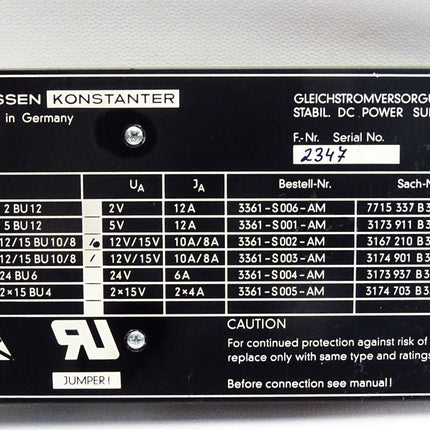 SSEN KONSTANTER
in Germany
GLEICHSTROMVERSORGU
STABIL. DC POWER SU
F.-Nr. Serial No.
2347
UA JA Bestell-Nr. Sach-N
2 BU12 2V 12A 3361-S006-AM 7715 337 B3
5 BU12 5V 12A 3361-S001-AM 3173 911 B3
12/15 BU10/8 12V/15V 10A/8A 3361-S002-AM 3167 210 B3
12/15 BU10/8 12V/15V 10A/8A 3361-S003-AM 3174 901 B3
24 BU6 24V 6A 3361-S004-AM 3173 937 B3
2×15 BU4 2×15V 2×4A 3361-S005-AM 3174 703 B3
JUMPER!
CAUTION
For continued protection against risk of
replace only with same type and ratings
Before connection see manual!